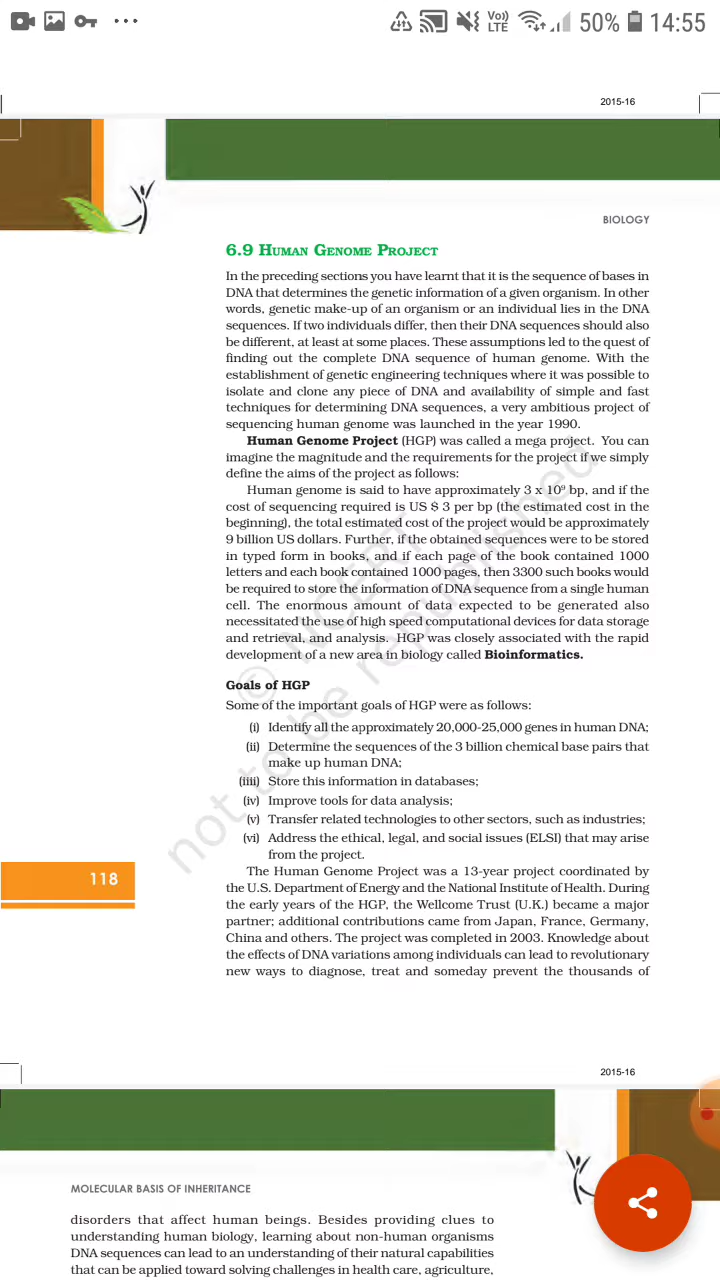 Vo))
LTE
50%
14:55
2015-16
BIOLOGY
6.9 HUMAN GENOME PROJECT
In the preceding sections you have learnt that it is the sequence of bases in
DNA that determines the genetic information of a given organism. In other
words, genetic make-up of an organism or an individual lies in the DNA
sequences. If two individuals differ, then their DNA sequences should also
be different, at least at some places. These assumptions led to the quest of
finding out the complete DNA sequence of human genome. With the
establishment of genetic engineering techniques where it was possible to
isolate and clone any piece of DNA and availability of simple and fast
techniques for determining DNA sequences, a very ambitious project of
sequencing human genome was launched in the year 1990.
Human Genome Project (HGP) was called a mega project. You can
imagine the magnitude and the requirements for the project if we simply
define the aims of the project as follows:
Human genome is said to have approximately 3 x 10⁹ bp, and if the
cost of sequencing required is US $ 3 per bp (the estimated cost in the
beginning), the total estimated cost of the project would be approximately
9 billion US dollars. Further, if the obtained sequences were to be stored
in typed form in books, and if each page of the book contained 1000
letters and each book contained 1000 pages, then 3300 such books would
be required to store the information of DNA sequence from a single human
cell. The enormous amount of data expected to be generated also
necessitated the use of high speed computational devices for data storage
and retrieval, and analysis. HGP was closely associated with the rapid
development of a new area in biology called Bioinformatics.
Goals of HGP
Some of the important goals of HGP were as follows:
(i) Identify all the approximately 20,000-25,000 genes in human DNA;
(ii) Determine the sequences of the 3 billion chemical base pairs that
make up human DNA;
(iiii) Store this information in databases;
(iv) Improve tools for data analysis;
(v) Transfer related technologies to other sectors, such as industries;
(vi) Address the ethical, legal, and social issues (ELSI) that may arise
from the project.
The Human Genome Project was a 13-year project coordinated by
118
the U.S. Department of Energy and the National Institute of Health. During
the early years of the HGP, the Wellcome Trust (U.K.) became a major
partner; additional contributions came from Japan, France, Germany,
China and others. The project was completed in 2003. Knowledge about
the effects of DNA variations among individuals can lead to revolutionary
new ways to diagnose, treat and someday prevent the thousands of
© NCERT
not to be republished
2015-16
MOLECULAR BASIS OF INHERITANCE
disorders that affect human beings. Besides providing clues to
understanding human biology, learning about non-human organisms
DNA sequences can lead to an understanding of their natural capabilities
that can be applied toward solving challenges in health care, agriculture,